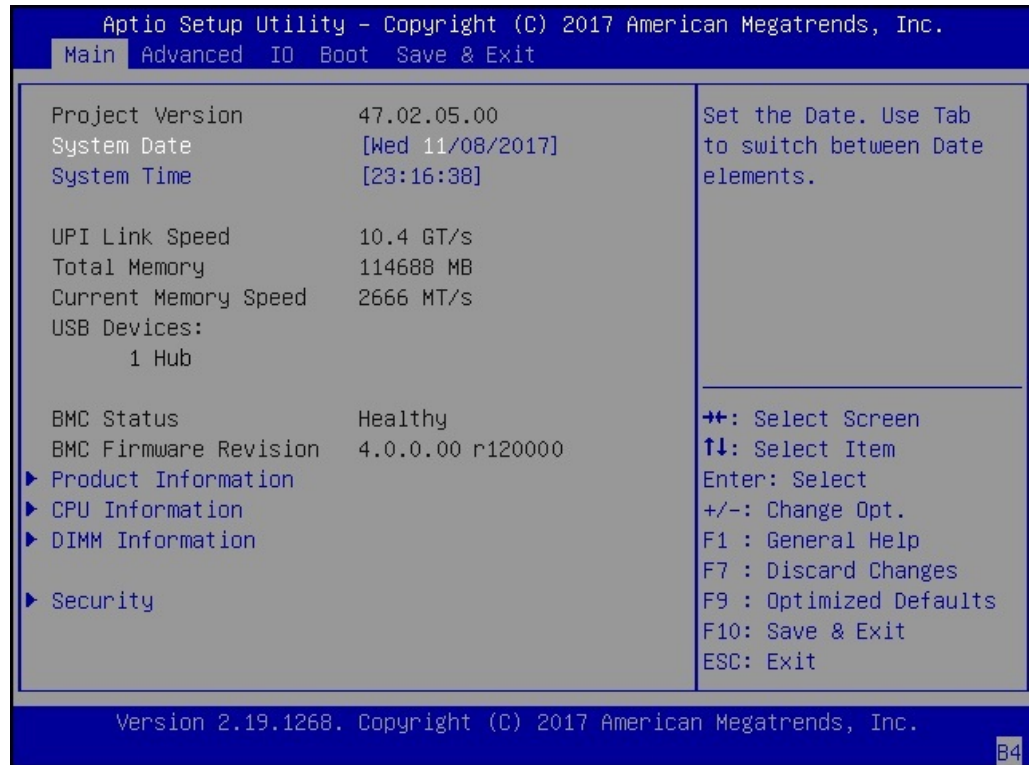 Aptio Setup Utility – Copyright (C) 2017 American Megatrends, Inc.
Main Advanced IO Boot Save & Exit
Project Version 47.02.05.00
System Date [Wed 11/08/2017]
System Time [23:16:38]
UPI Link Speed 10.4 GT/s
Total Memory 114688 MB
Current Memory Speed 2666 MT/s
USB Devices:
1 Hub
BMC Status Healthy
BMC Firmware Revision 4.0.0.00 r120000
▶ Product Information
▶ CPU Information
▶ DIMM Information
▶ Security
Set the Date. Use Tab
to switch between Date
elements.
→←: Select Screen
↑↓: Select Item
Enter: Select
+/-: Change Opt.
F1 : General Help
F7 : Discard Changes
F9 : Optimized Defaults
F10: Save & Exit
ESC: Exit
Version 2.19.1268. Copyright (C) 2017 American Megatrends, Inc.
B4